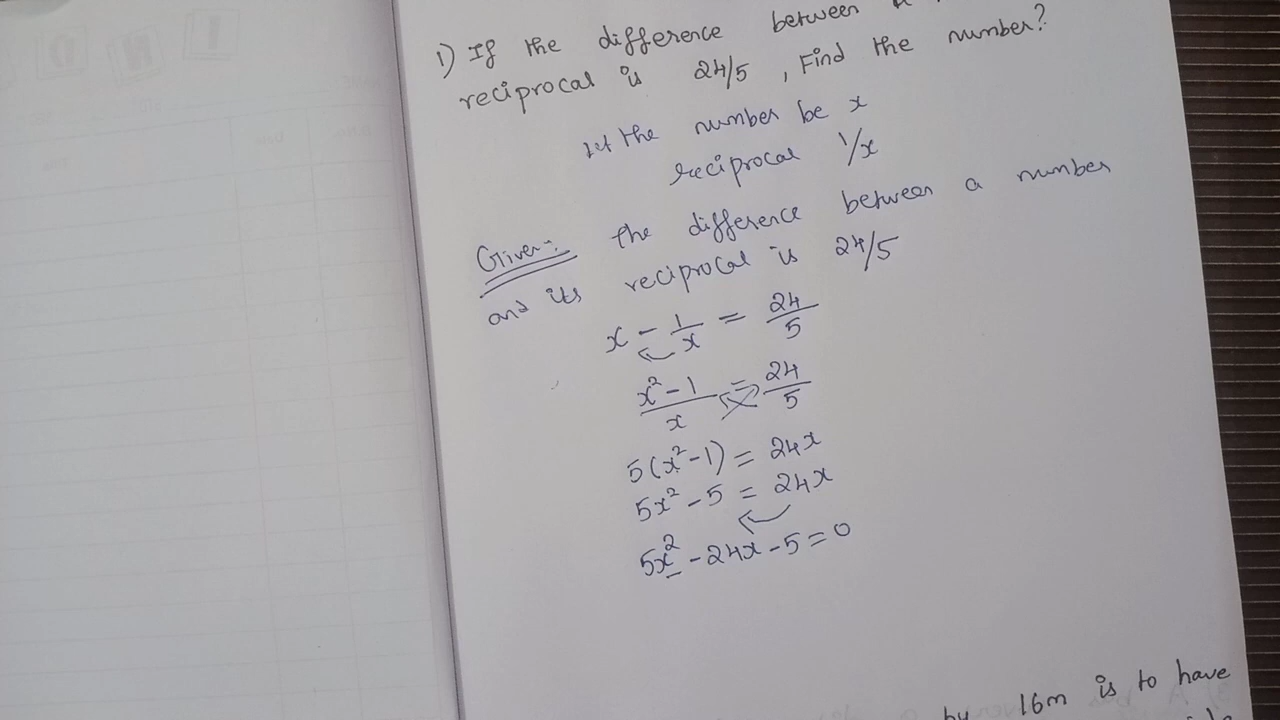 1) If the difference between a
reciprocal is 24/5 , Find the number?
let the number be x
reciprocal 1/x
Given:- the difference between a number
and its reciprocal is 24/5
x - 1/x = 24/5
x² - 1/x = 24/5
5(x² - 1) = 24x
5x² - 5 = 24x
5x² - 24x - 5 = 0
by 16m is to have